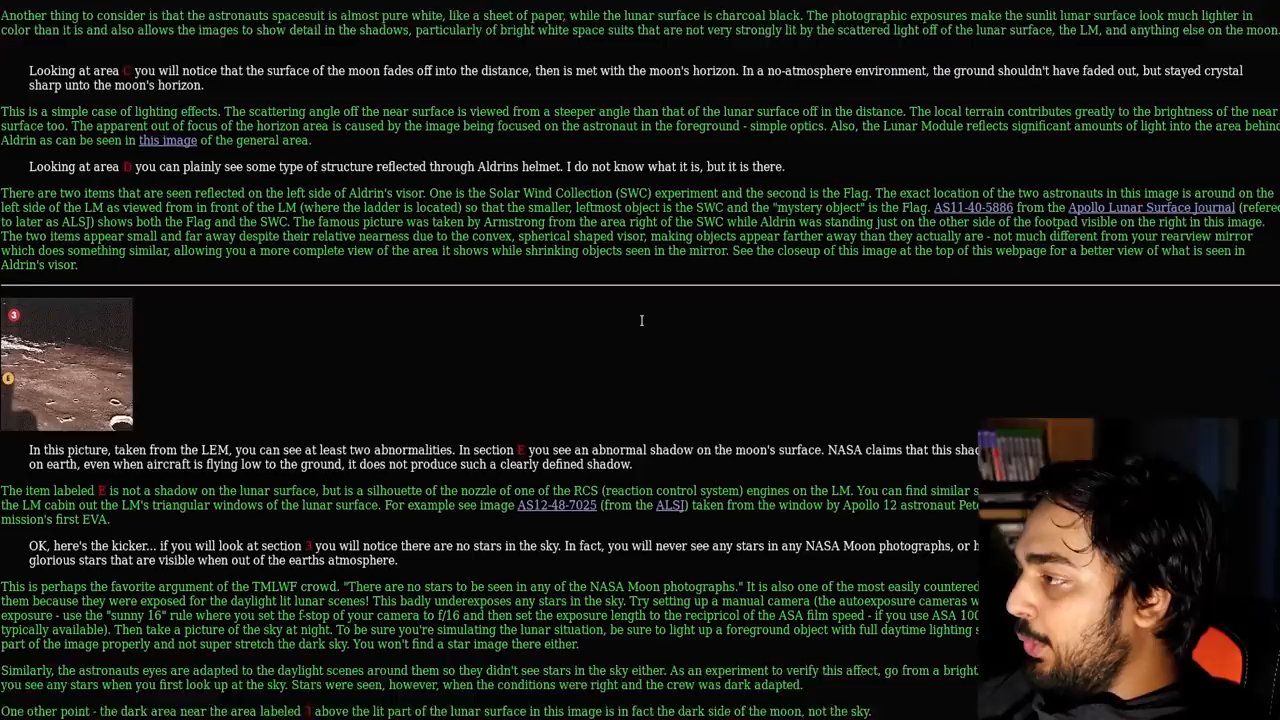 Another thing to consider is that the astronauts spacesuit is almost pure white, like a sheet of paper, while the lunar surface is charcoal black. The photographic exposures make the sunlit lunar surface look much lighter in
color than it is and also allows the images to show detail in the shadows, particularly of bright white space suits that are not very strongly lit by the scattered light off of the lunar surface, the LM, and anything else on the moon.
Looking at area C you will notice that the surface of the moon fades off into the distance, then is met with the moon's horizon. In a no-atmosphere environment, the ground shouldn't have faded out, but stayed crystal
sharp unto the moon's horizon.
This is a simple case of lighting effects. The scattering angle off the near surface is viewed from a steeper angle than that of the lunar surface off in the distance. The local terrain contributes greatly to the brightness of the near
surface too. The apparent out of focus of the horizon area is caused by the image being focused on the astronaut in the foreground - simple optics. Also, the Lunar Module reflects significant amounts of light into the area behind
Aldrin as can be seen in this image of the general area.
Looking at area D you can plainly see some type of structure reflected through Aldrins helmet. I do not know what it is, but it is there.
There are two items that are seen reflected on the left side of Aldrin's visor. One is the Solar Wind Collection (SWC) experiment and the second is the Flag. The exact location of the two astronauts in this image is around on the
left side of the LM as viewed from in front of the LM (where the ladder is located) so that the smaller, leftmost object is the SWC and the "mystery object" is the Flag. AS11-40-5886 from the Apollo Lunar Surface Journal (refered
to later as ALSJ) shows both the Flag and the SWC. The famous picture was taken by Armstrong from the area right of the SWC while Aldrin was standing just on the other side of the footpad visible on the right in this image.
The two items appear small and far away despite their relative nearness due to the convex, spherical shaped visor, making objects appear farther away than they actually are - not much different from your rearview mirror
which does something similar, allowing you a more complete view of the area it shows while shrinking objects seen in the mirror. See the closeup of this image at the top of this webpage for a better view of what is seen in
Aldrin's visor.
3
E
In this picture, taken from the LEM, you can see at least two abnormalities. In section E you see an abnormal shadow on the moon's surface. NASA claims that this
on earth, even when aircraft is flying low to the ground, it does not produce such a clearly defined shadow.
The item labeled E is not a shadow on the lunar surface, but is a silhouette of the nozzle of one of the RCS (reaction control system) engines on the LM. You can find similar
the LM cabin out the LM's triangular windows of the lunar surface. For example see image AS12-48-7025 (from the ALSJ) taken from the window by Apollo 12 astronaut
mission's first EVA.
OK, here's the kicker... if you will look at section 3 you will notice there are no stars in the sky. In fact, you will never see any stars in any NASA Moon photographs, or
glorious stars that are visible when out of the earths atmosphere.
This is perhaps the favorite argument of the TMLWF crowd. "There are no stars to be seen in any of the NASA Moon photographs." It is also one of the most easily countered
them because they were exposed for the daylight lit lunar scenes! This badly underexposes any stars in the sky. Try setting up a manual camera (the autoexposure cameras
exposure - use the "sunny 16" rule where you set the f-stop of your camera to f/16 and then set the exposure length to the recipricol of the ASA film speed - if you use ASA 100
typically available). Then take a picture of the sky at night. To be sure you're simulating the lunar situation, be sure to light up a foreground object with full daytime lighting
part of the image properly and not super stretch the dark sky. You won't find a star image there either.
Similarly, the astronauts eyes are adapted to the daylight scenes around them so they didn't see stars in the sky either. As an experiment to verify this affect, go from a
you see any stars when you first look up at the sky. Stars were seen, however, when the conditions were right and the crew was dark adapted.
One other point - the dark area near the area labeled 3 above the lit part of the lunar surface in this image is in fact the dark side of the moon, not the sky.